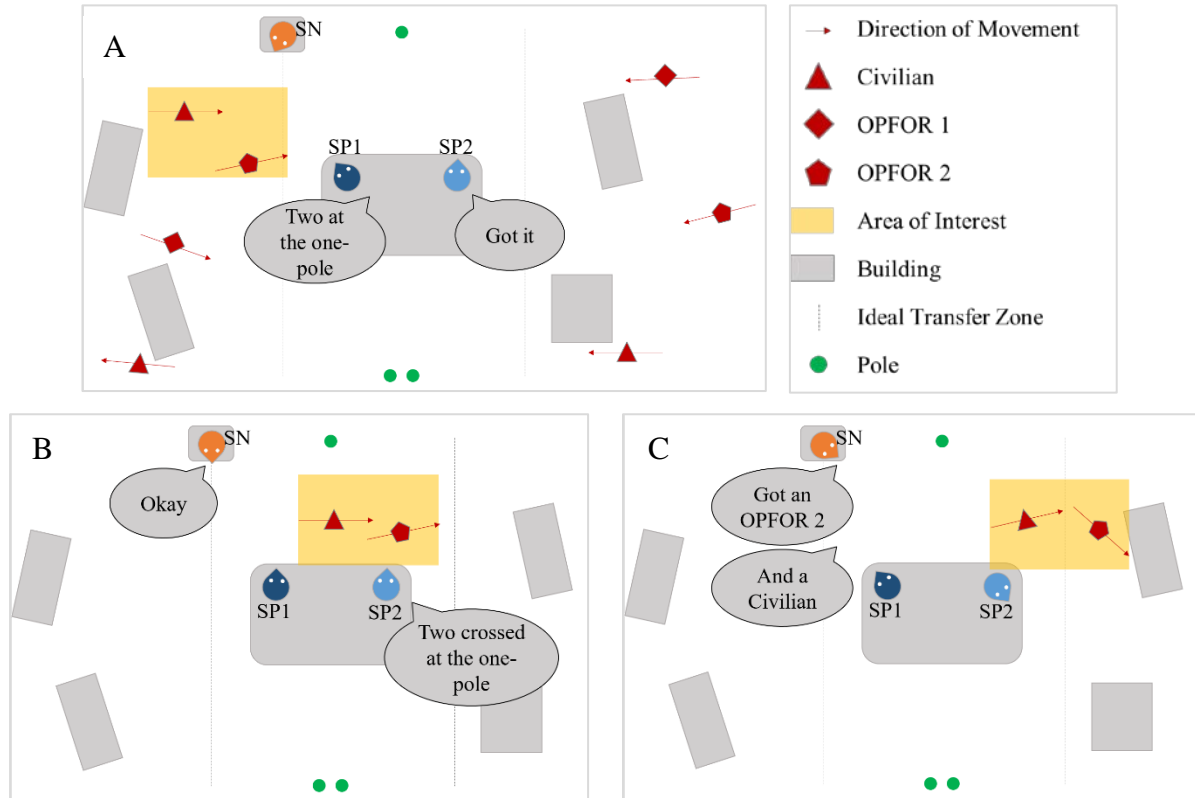 A
SN
SP1
SP2
Two at
the one-
pole
Got it
Direction of Movement
Civilian
OPFOR 1
OPFOR 2
Area of Interest
Building
Ideal Transfer Zone
Pole
B
SN
Okay
SP1
SP2
Two crossed
at the one-
pole
C
SN
Got an
OPFOR 2
And a
Civilian
SP1
SP2